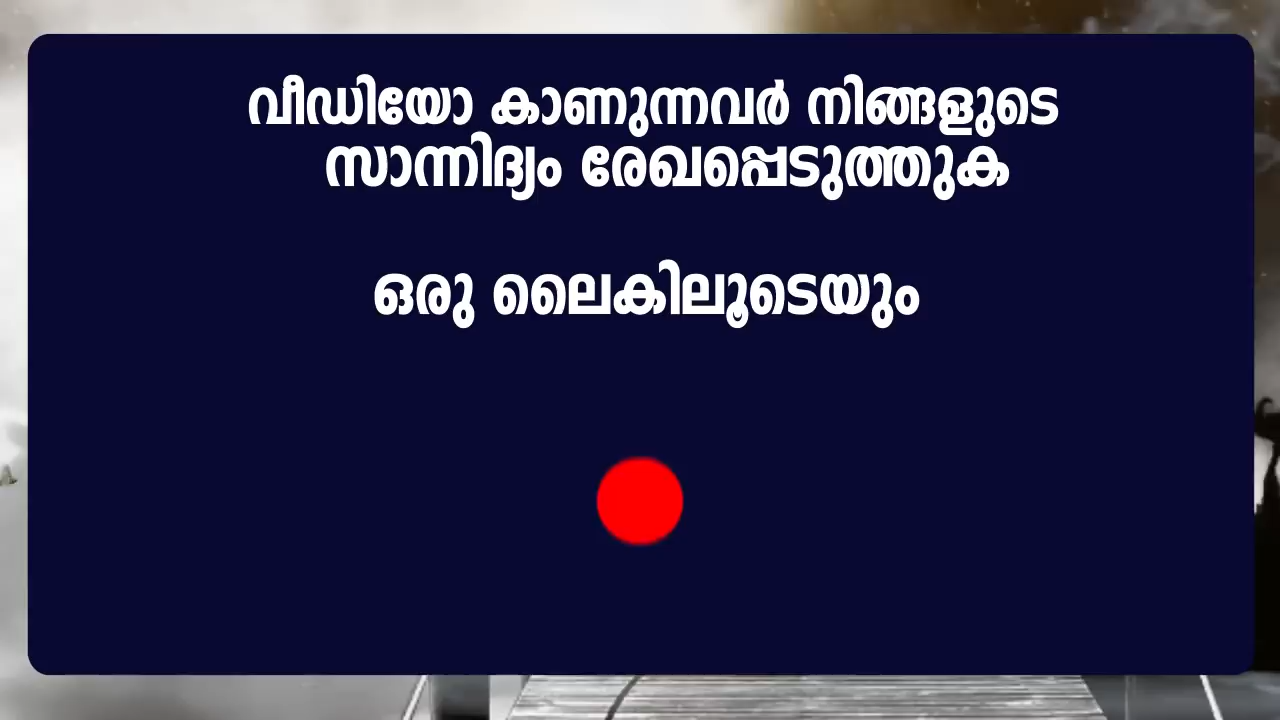 വീഡിയോ കാണുന്നവർ നിങ്ങളുടെ
സാന്നിദ്യം രേഖപ്പെടുത്തുക
ഒരു ലൈകിലൂടെയും